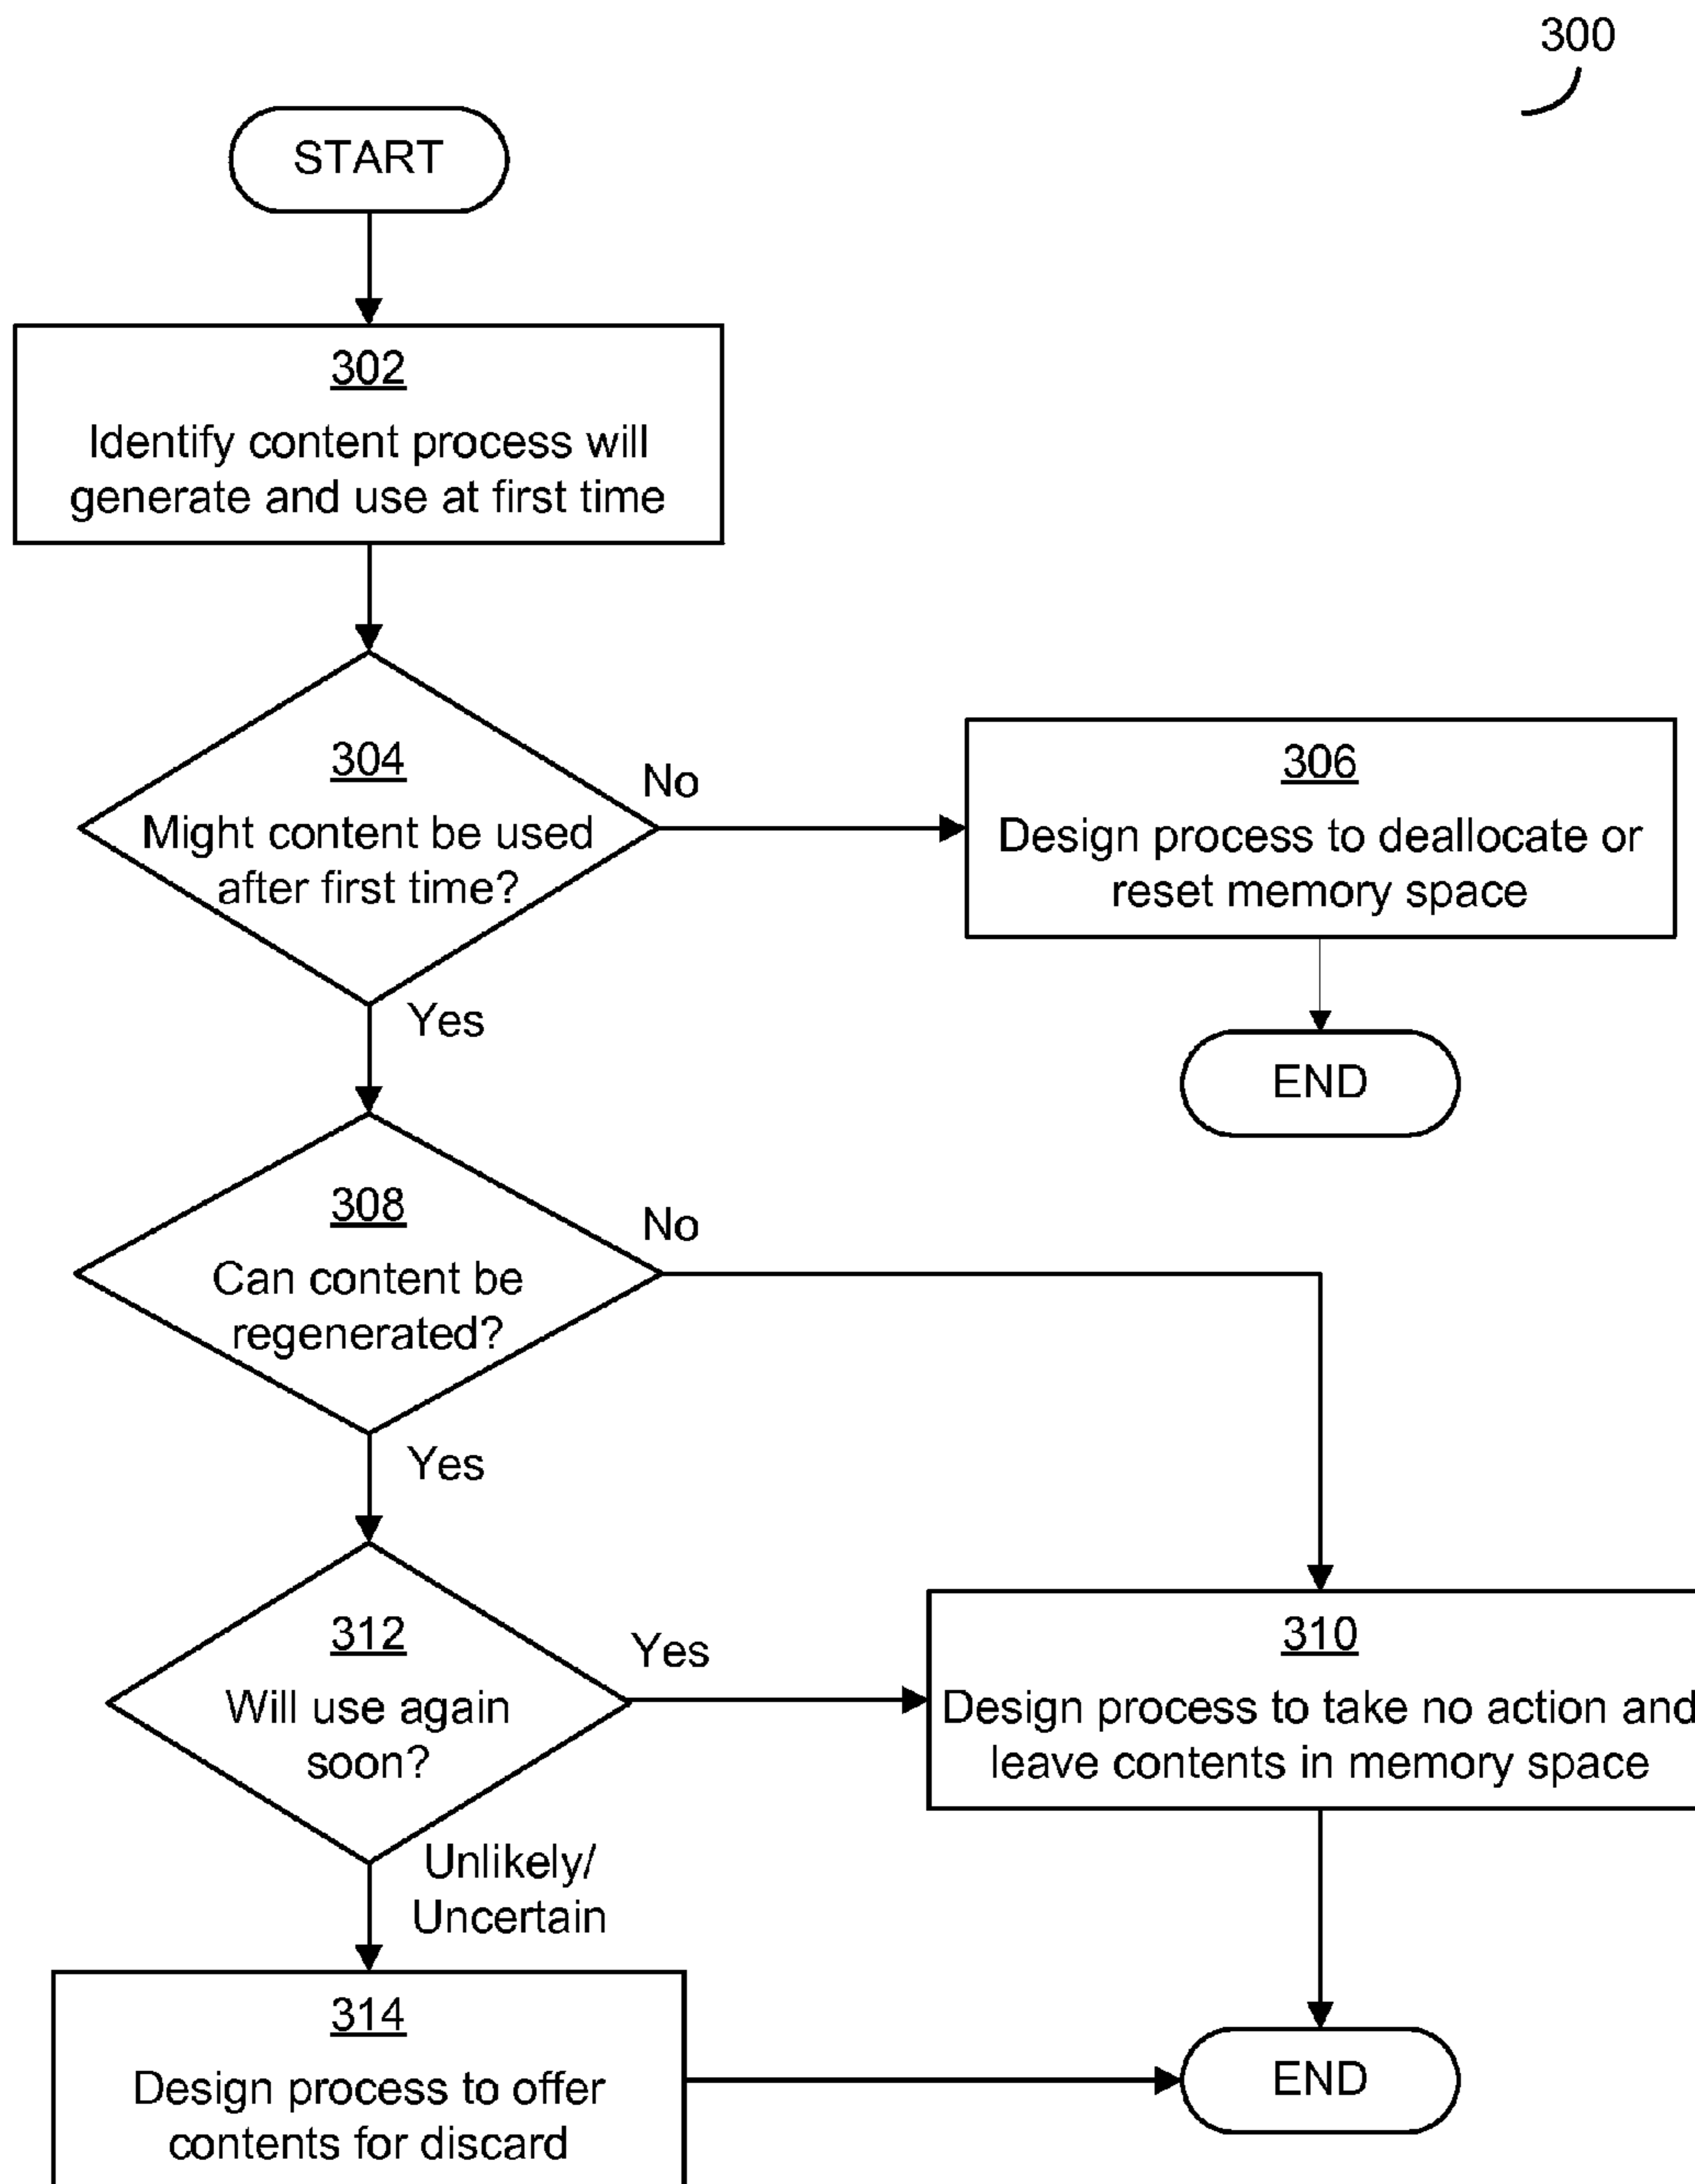 300
START
302
Identify content process will
generate and use at first time
304
Might content be used
after first time?
No
306
Design process to deallocate or
reset memory space
Yes
END
308
Can content be
regenerated?
No
Yes
312
Will use again
soon?
Yes
310
Design process to take no action and
leave contents in memory space
Unlikely/
Uncertain
314
Design process to offer
contents for discard
END